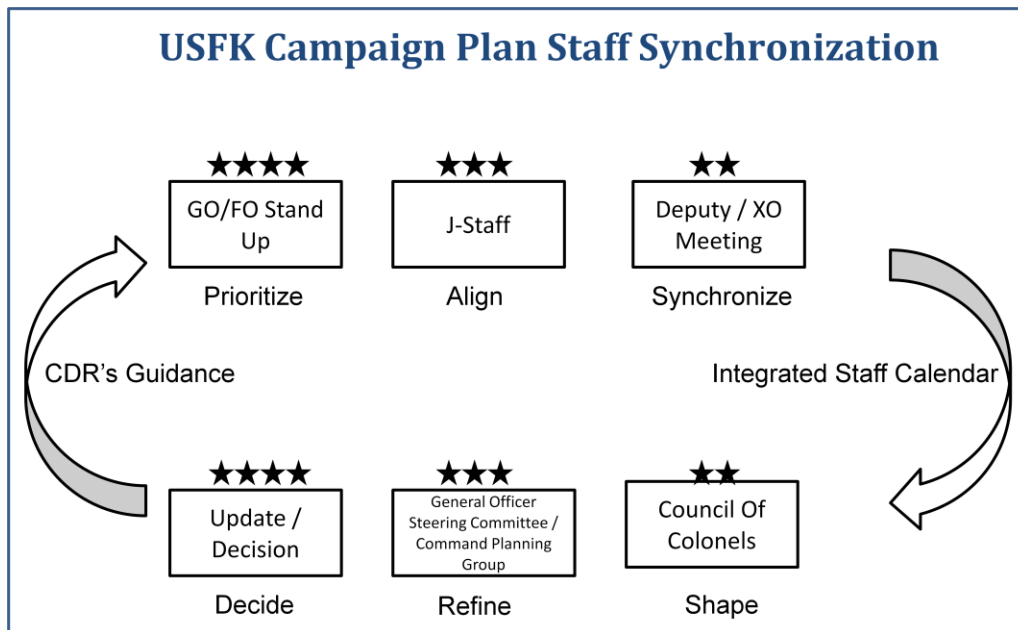 USFK Campaign Plan Staff Synchronization
GO/FO Stand
Up
Prioritize
J-Staff
Align
Deputy / XO
Meeting
Synchronize
CDR's Guidance
Integrated Staff Calendar
Update /
Decision
Decide
General Officer
Steering Committee /
Command Planning
Group
Refine
Council Of
Colonels
Shape